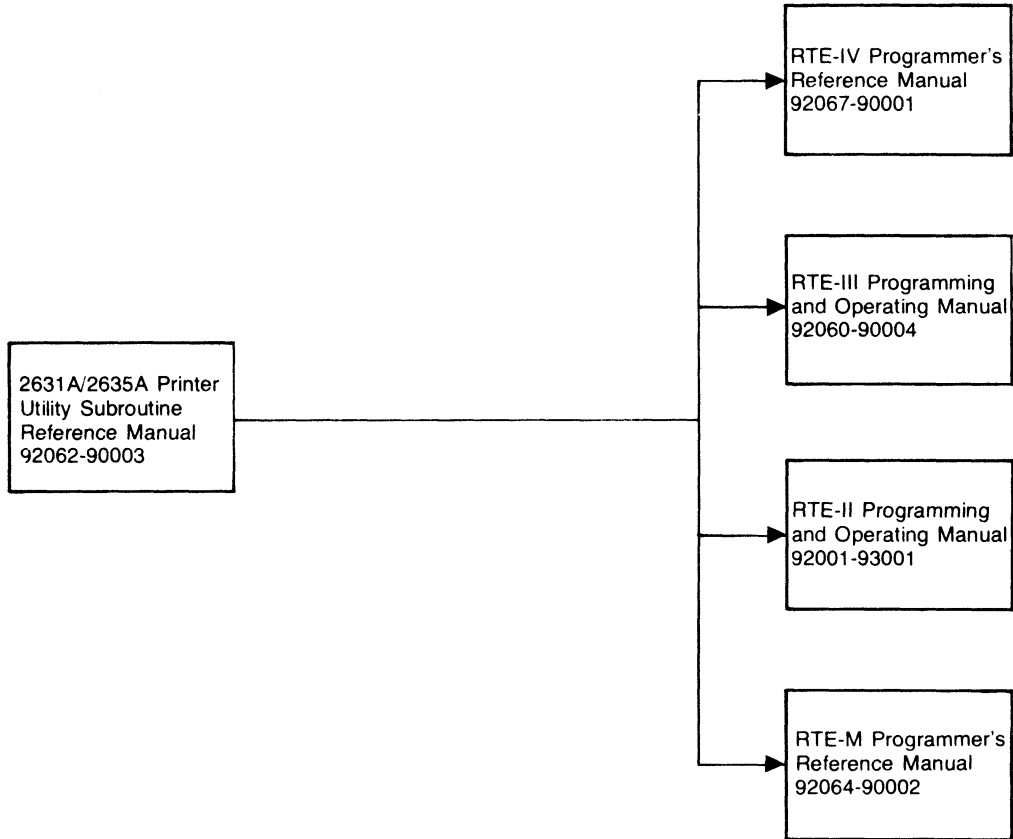 2631A/2635A Printer
Utility Subroutine
Reference Manual
92062-90003
RTE-IV Programmer's
Reference Manual
92067-90001
RTE-III Programming
and Operating Manual
92060-90004
RTE-II Programming
and Operating Manual
92001-93001
RTE-M Programmer's
Reference Manual
92064-90002